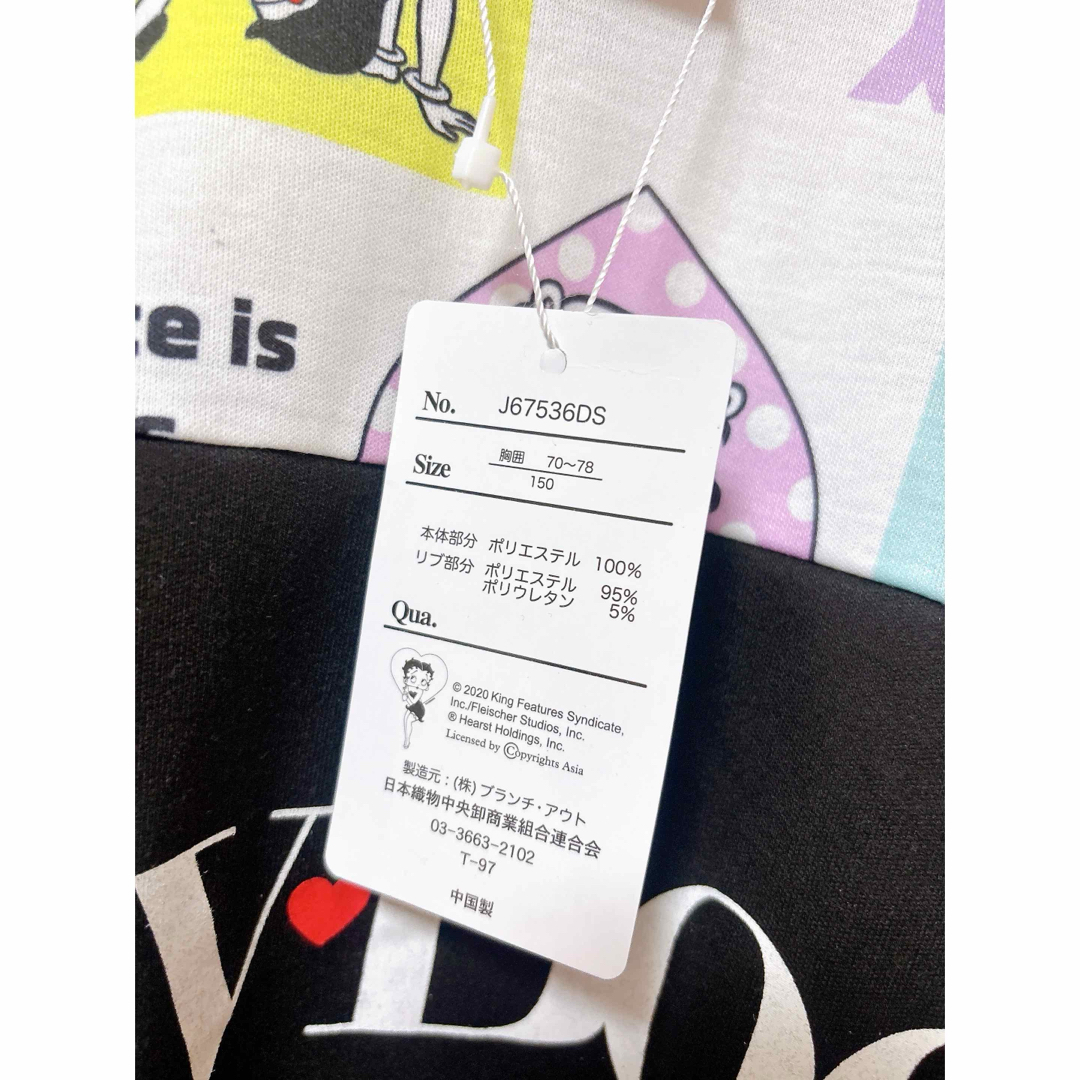 is
No. J67536DS
Size 胸囲 70～78
150
本体部分 ポリエステル 100%
リブ部分 ポリエステル 95%
ポリウレタン 5%
Qua.
© 2020 King Features Syndicate,
Inc./Fleischer Studios, Inc.
® Hearst Holdings, Inc.
Licensed by Copyrights Asia
製造元：(株)ブランチ・アウト
日本織物中央卸商業組合連合会
03-3663-2102
T-97
中国製